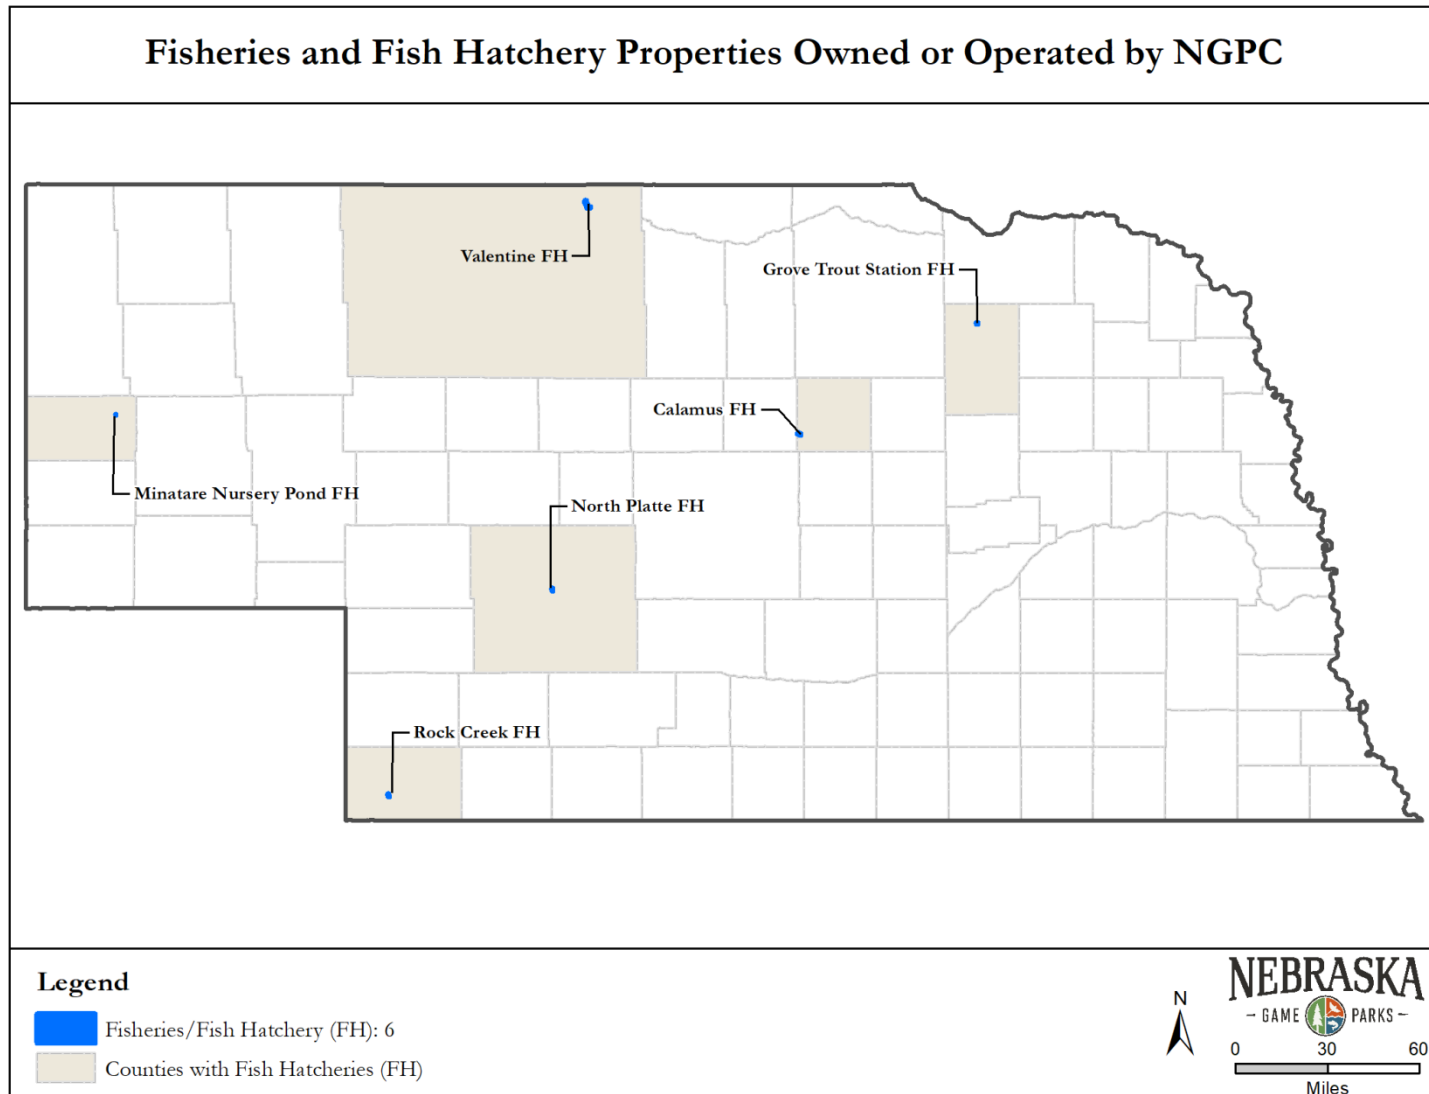 Fisheries and Fish Hatchery Properties Owned or Operated by NGPC
Valentine FH
Grove Trout Station FH
Calamus FH
Minatare Nursery Pond FH
North Platte FH
Rock Creek FH
Legend
Fisheries/Fish Hatchery (FH): 6
Counties with Fish Hatcheries (FH)
N
NEBRASKA
- GAME PARKS -
0 30 60
Miles